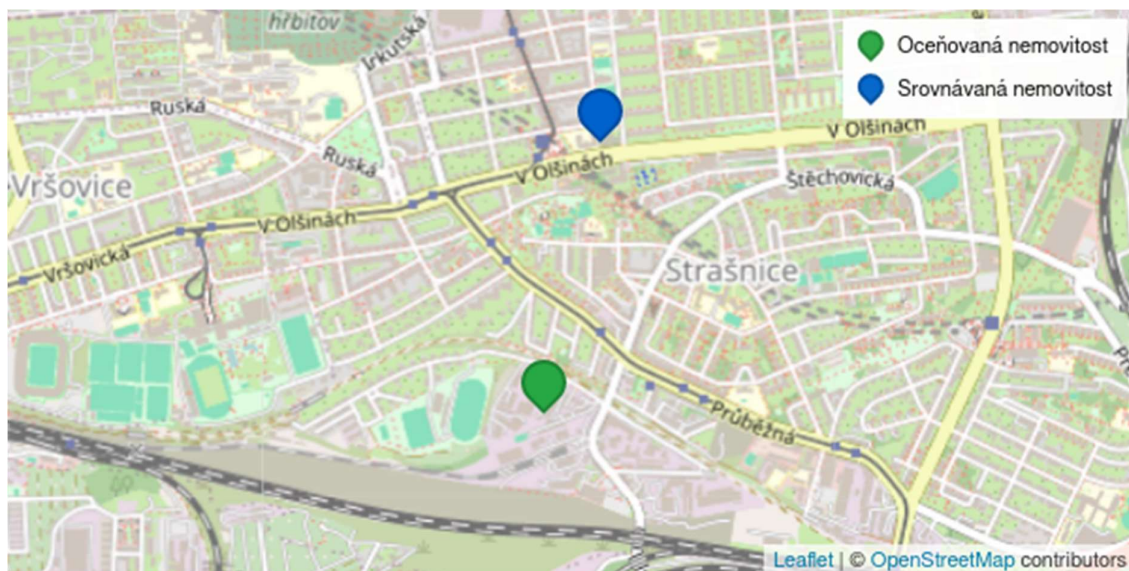 hřbitov
Irkutská
Oceňovaná nemovitost
Srovnávaná nemovitost
Ruská
V Olšinách
Ruská
V Olšinách
Vršovice
Štěchovická
V Olšinách
Vršovická
Strašnice
Průběžná
Leaflet | © OpenStreetMap contributors